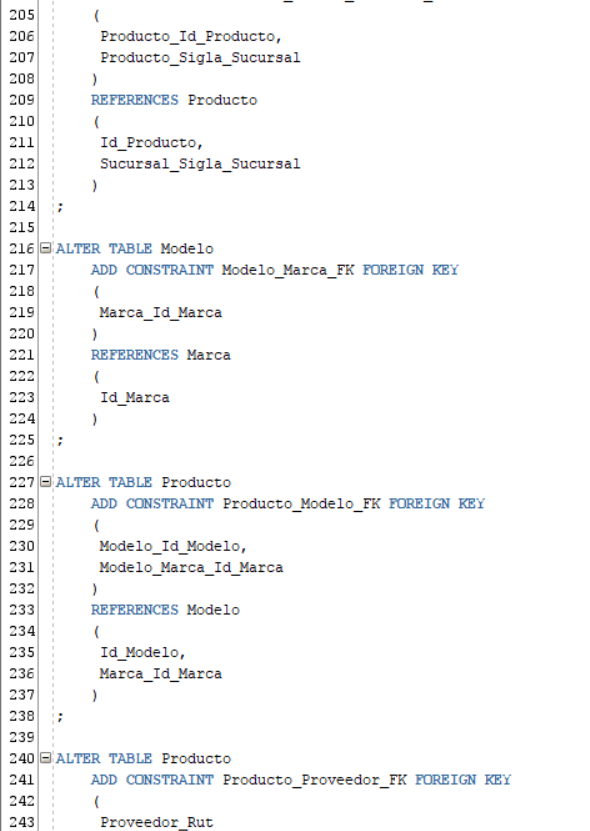 205 (
206 Producto_Id_Producto,
207 Producto_Sigla_Sucursal
208 )
209 REFERENCES Producto
210 (
211 Id_Producto,
212 Sucursal_Sigla_Sucursal
213 )
214 ;
215
216 ALTER TABLE Modelo
217 ADD CONSTRAINT Modelo_Marca_FK FOREIGN KEY
218 (
219 Marca_Id_Marca
220 )
221 REFERENCES Marca
222 (
223 Id_Marca
224 )
225 ;
226
227 ALTER TABLE Producto
228 ADD CONSTRAINT Producto_Modelo_FK FOREIGN KEY
229 (
230 Modelo_Id_Modelo,
231 Modelo_Marca_Id_Marca
232 )
233 REFERENCES Modelo
234 (
235 Id_Modelo,
236 Marca_Id_Marca
237 )
238 ;
239
240 ALTER TABLE Producto
241 ADD CONSTRAINT Producto_Proveedor_FK FOREIGN KEY
242 (
243 Proveedor_Rut